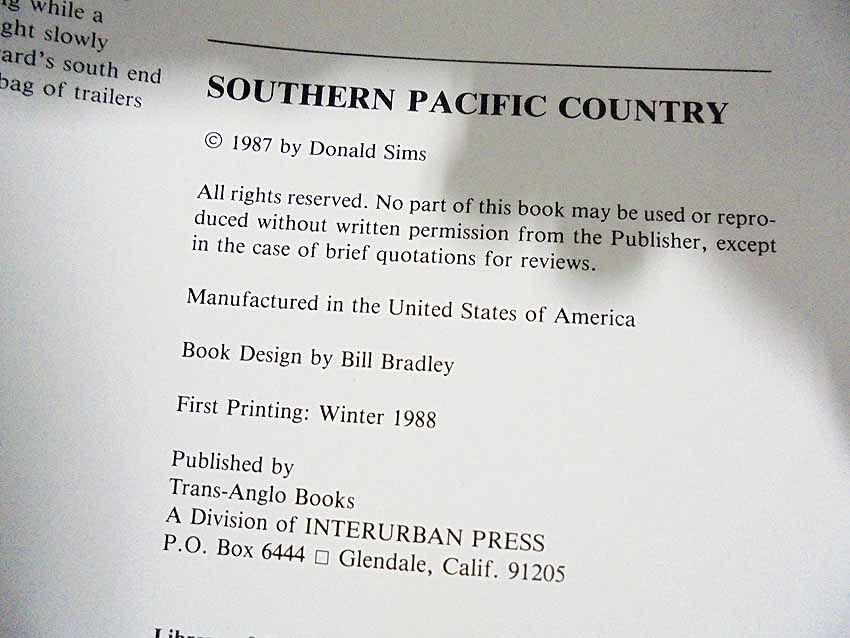 while a
ght slowly
ard's south end
bag of trailers
SOUTHERN PACIFIC COUNTRY
© 1987 by Donald Sims
All rights reserved. No part of this book may be used or repro-
duced without written permission from the Publisher, except
in the case of brief quotations for reviews.
Manufactured in the United States of America
Book Design by Bill Bradley
First Printing: Winter 1988
Published by
Trans-Anglo Books
A Division of INTERURBAN PRESS
P.O. Box 6444 □ Glendale, Calif. 91205